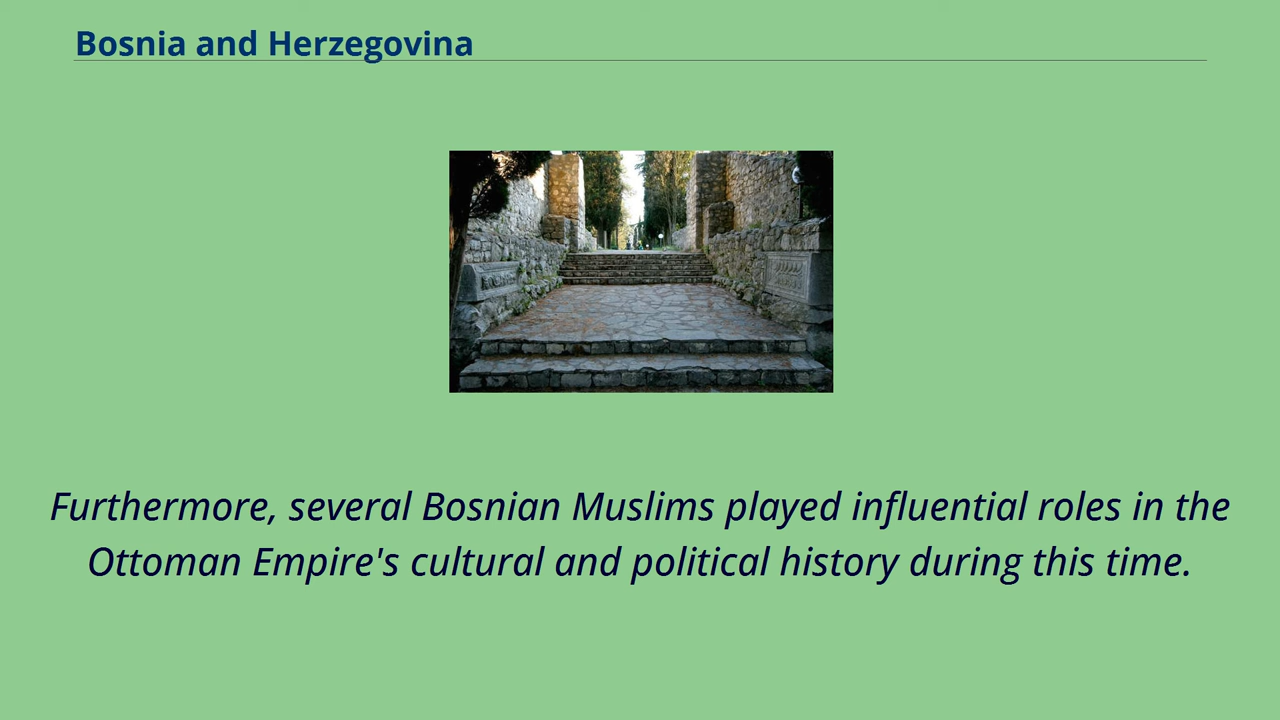 Bosnia and Herzegovina
Furthermore, several Bosnian Muslims played influential roles in the
Ottoman Empire's cultural and political history during this time.